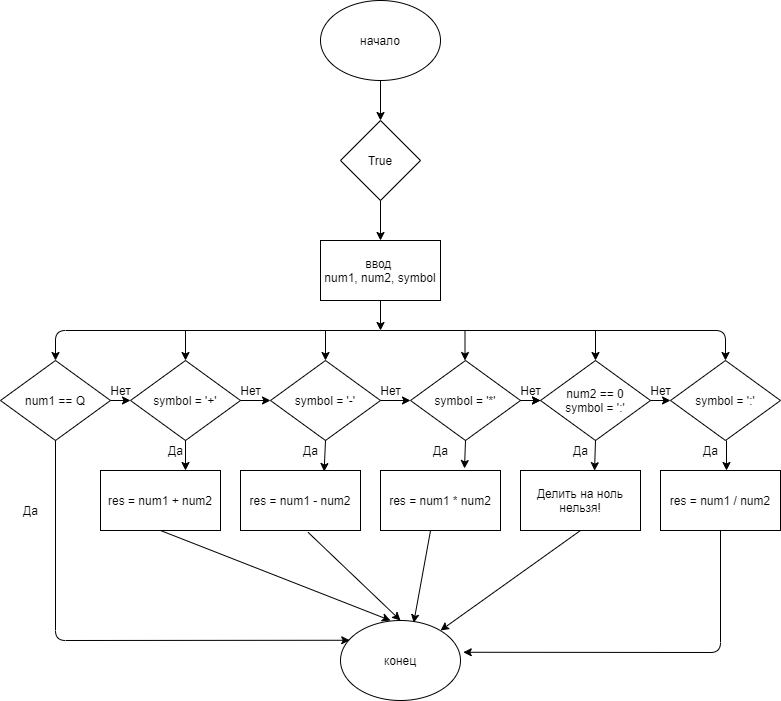 начало
True
ввод
num1, num2, symbol
num1 == Q
Нет
symbol = '+'
Нет
symbol = '-'
Нет
symbol = '*'
Нет
num2 == 0
symbol = ':'
Нет
symbol = ':'
Да
Да
Да
Да
Да
Да
res = num1 + num2
res = num1 - num2
res = num1 * num2
Делить на ноль
нельзя!
res = num1 / num2
конец